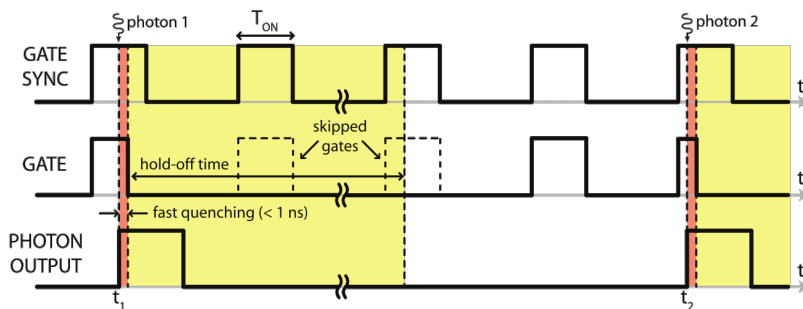 photon 1
T_ON
photon 2
GATE
SYNC
t
skipped
gates
hold-off time
GATE
t
fast quenching (< 1 ns)
PHOTON
OUTPUT
t
t_1
t_2